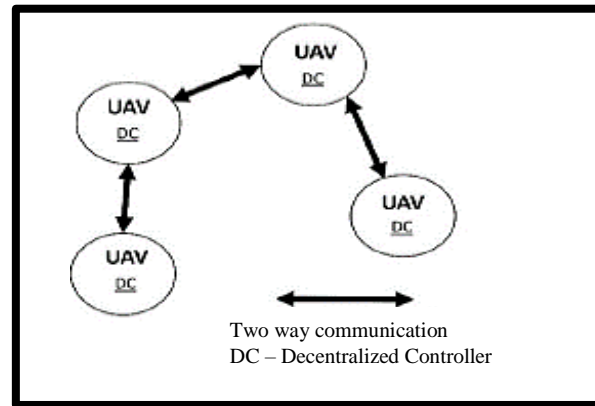 UAV
DC
UAV
DC
UAV
DC
UAV
DC
Two way communication
DC – Decentralized Controller